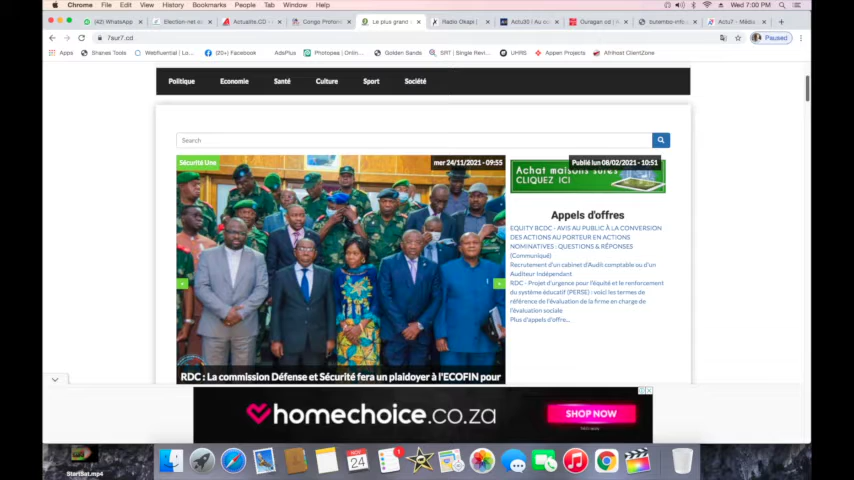 Chrome File Edit View History Bookmarks People Tab Window Help Wed 7:00 PM
(20) WhatsApp Election-net Actualite.CD Congo Profond Le plus grand Radio Okapi Actu30 | Au co Ouragan cd butembo-info Actu7 - Média
7sur7.cd Paused
Apps Shanes Tools Webfluential | Lo... (20+) Facebook AdsPlus Photopea | Onlin... Golden Sands SRT | Single Revi... UHRS Appen Projects Afrihost ClientZone
Politique Economie Santé Culture Sport Société
Search
Sécurité Une mer 24/11/2021 - 09:55 Publié lun 08/02/2021 - 10:51
Achat maisons sûres
CLIQUEZ ICI
Appels d'offres
EQUITY BCDC - AVIS AU PUBLIC À LA CONVERSION
DES ACTIONS AU PORTEUR EN ACTIONS
NOMINATIVES : QUESTIONS & RÉPONSES
(Communiqué)
Recrutement d'un cabinet d'Audit comptable ou d'un
Auditeur Indépendant
RDC - Projet d'urgence pour l'équité et le renforcement
du système éducatif (PERSE) : voici les termes de
référence de l'évaluation de la firme en charge de
l'évaluation sociale
Plus d'appels d'offre...
RDC : La commission Défense et Sécurité fera un plaidoyer à l'ECOFIN pour
homechoice.co.za SHOP NOW
NOV
24
1
StartBat.mp4